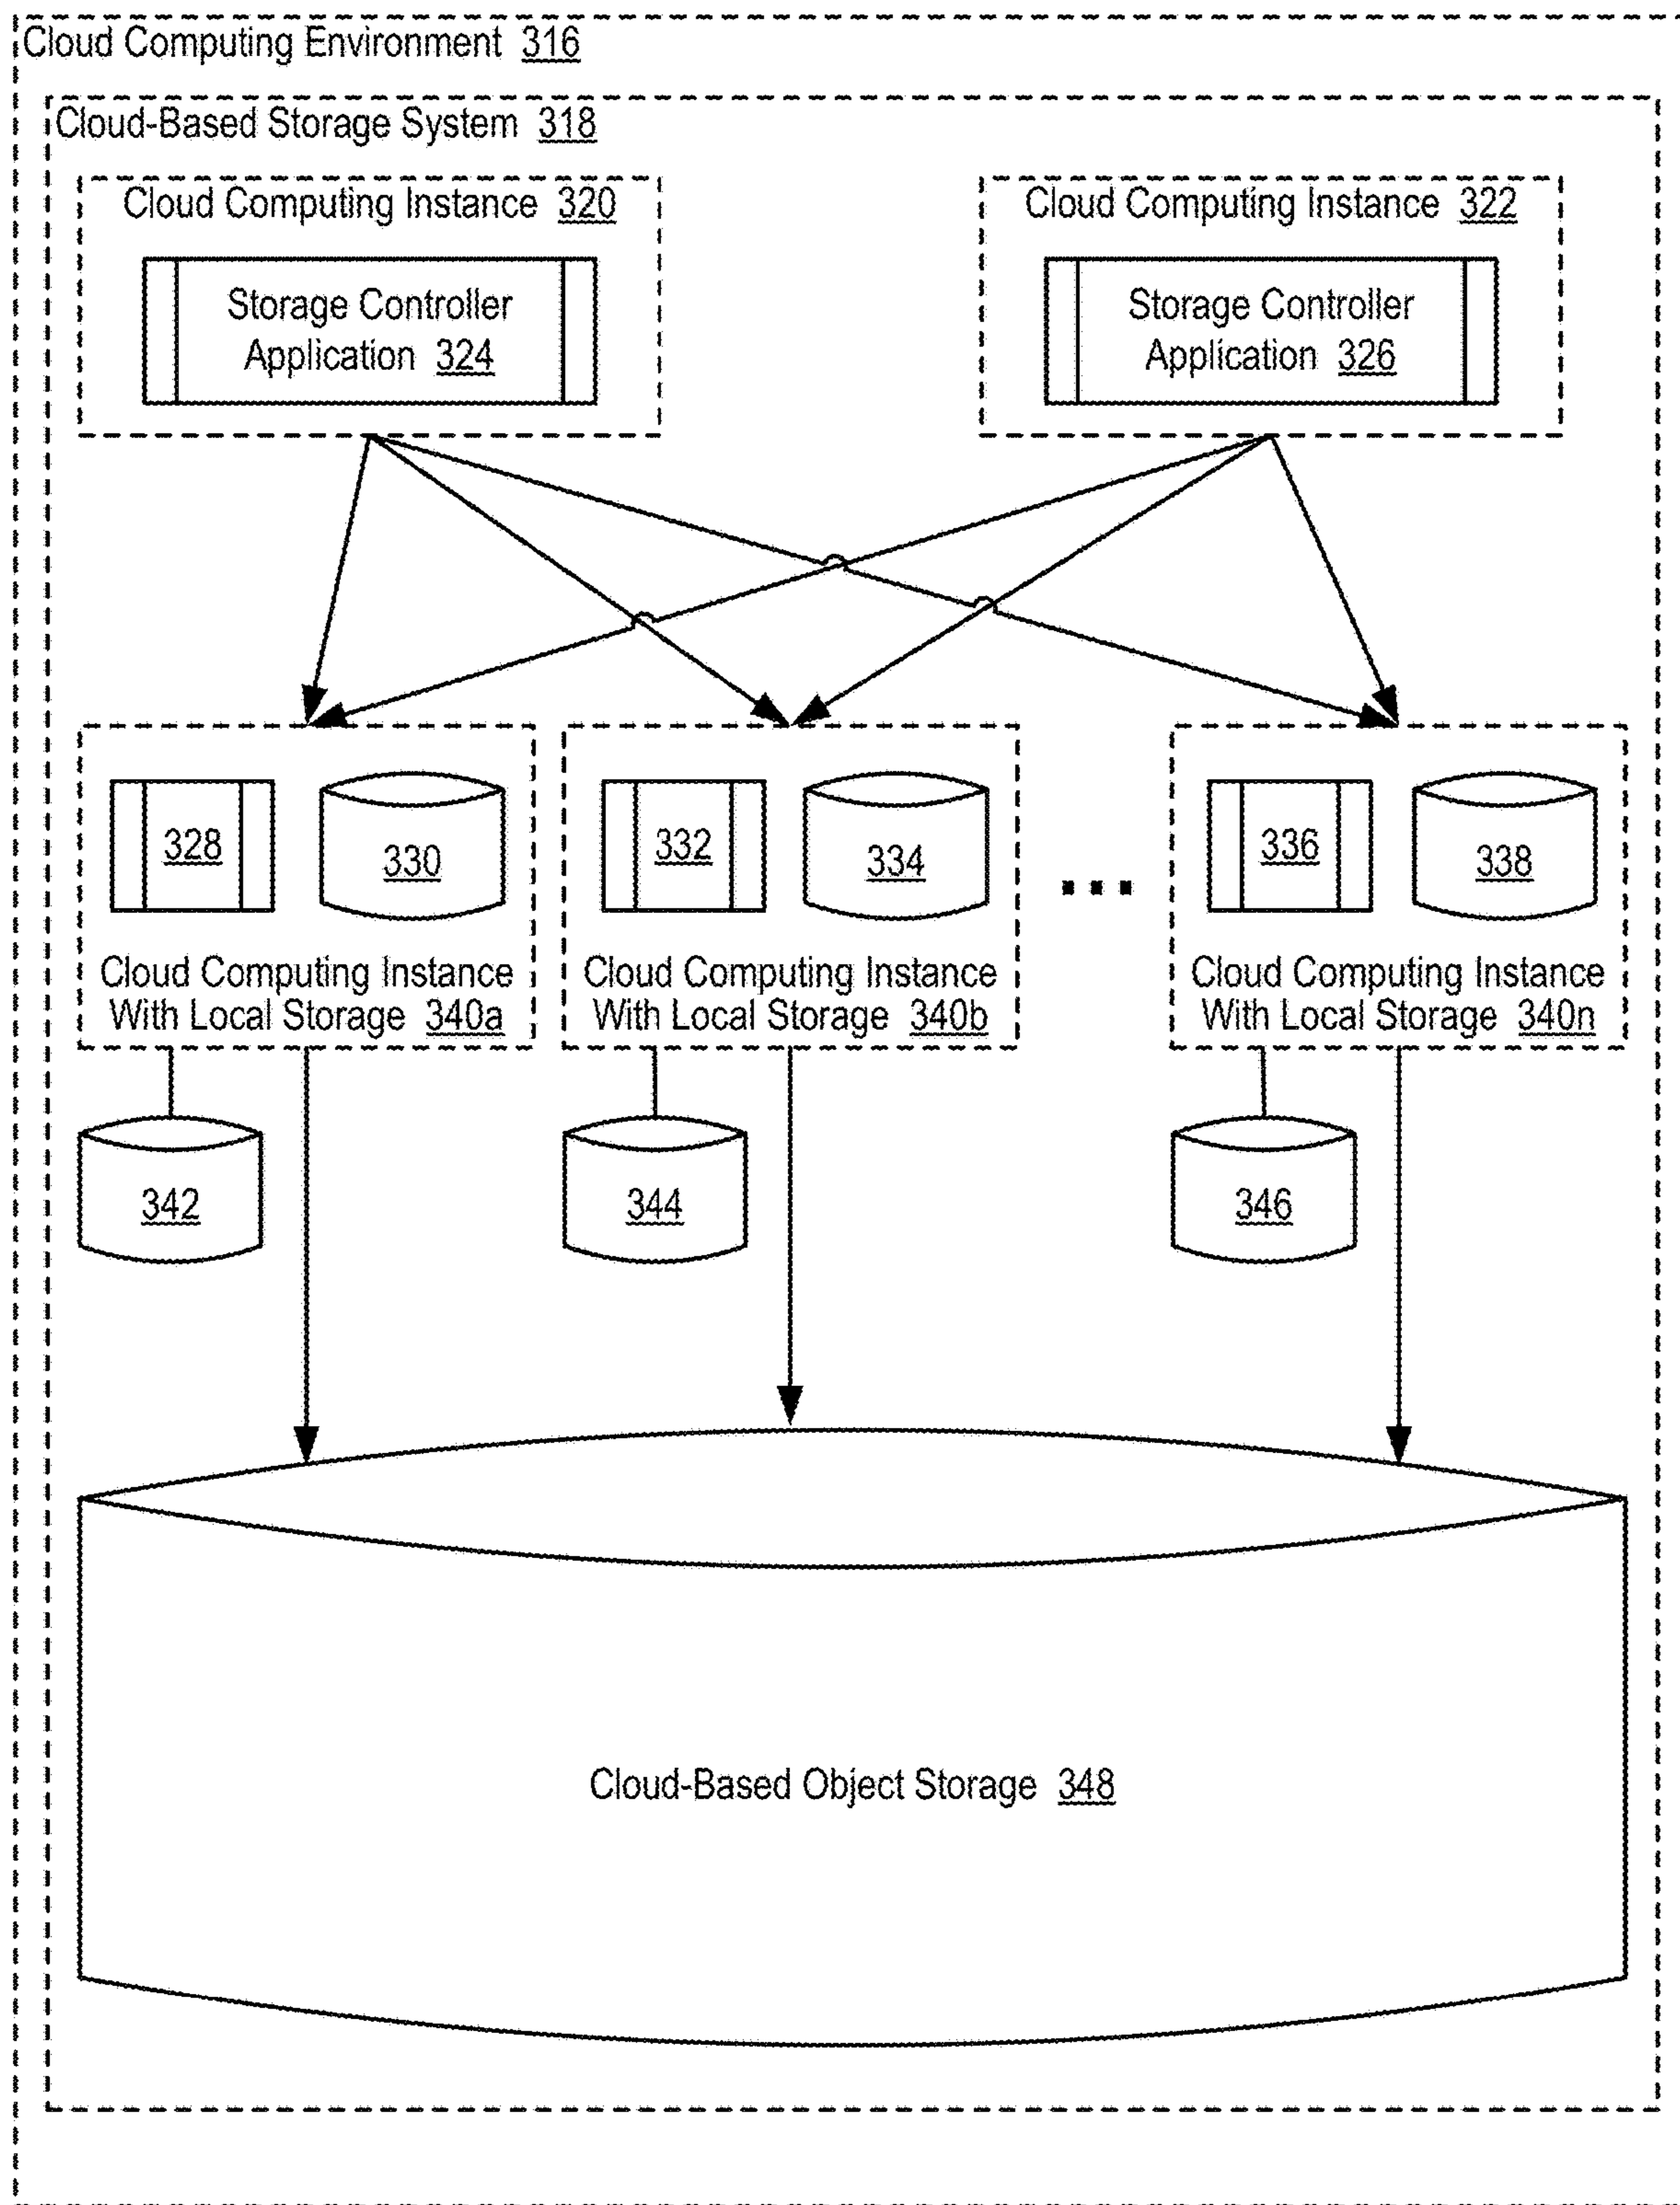 Cloud Computing Environment 316
Cloud-Based Storage System 318
Cloud Computing Instance 320
Storage Controller
Application 324
Cloud Computing Instance 322
Storage Controller
Application 326
328
330
Cloud Computing Instance
With Local Storage 340a
332
334
Cloud Computing Instance
With Local Storage 340b
...
336
338
Cloud Computing Instance
With Local Storage 340n
342
344
346
Cloud-Based Object Storage 348